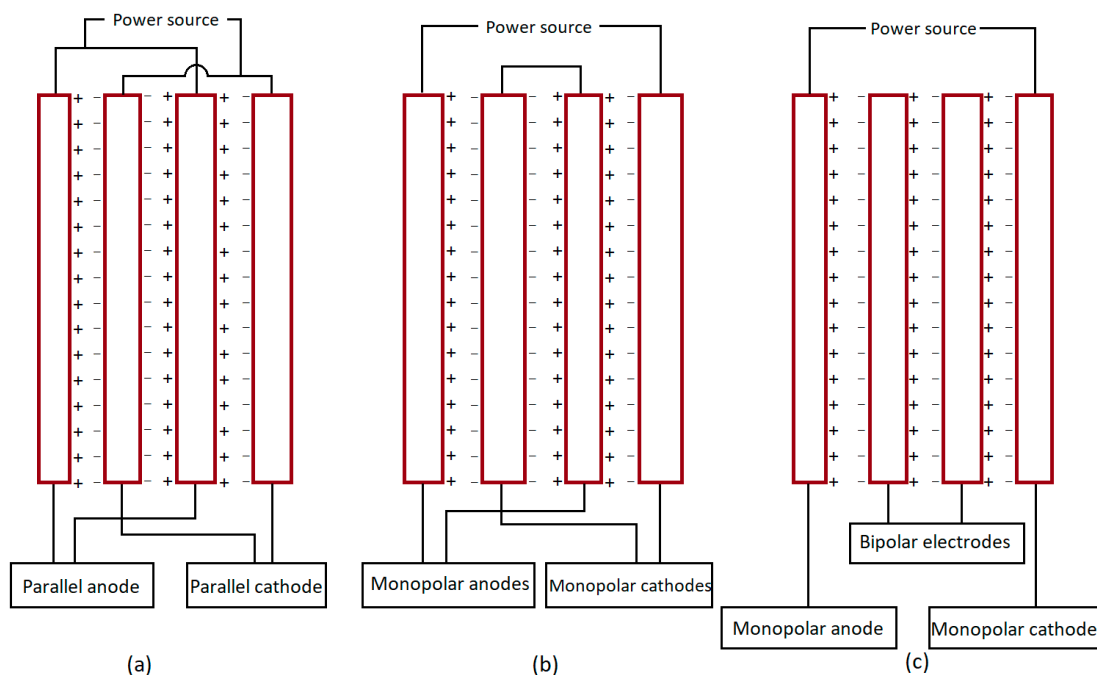 Power source
Power source
Power source
Parallel anode
Parallel cathode
Monopolar anodes
Monopolar cathodes
Bipolar electrodes
Monopolar anode
Monopolar cathode
(a)
(b)
(c)